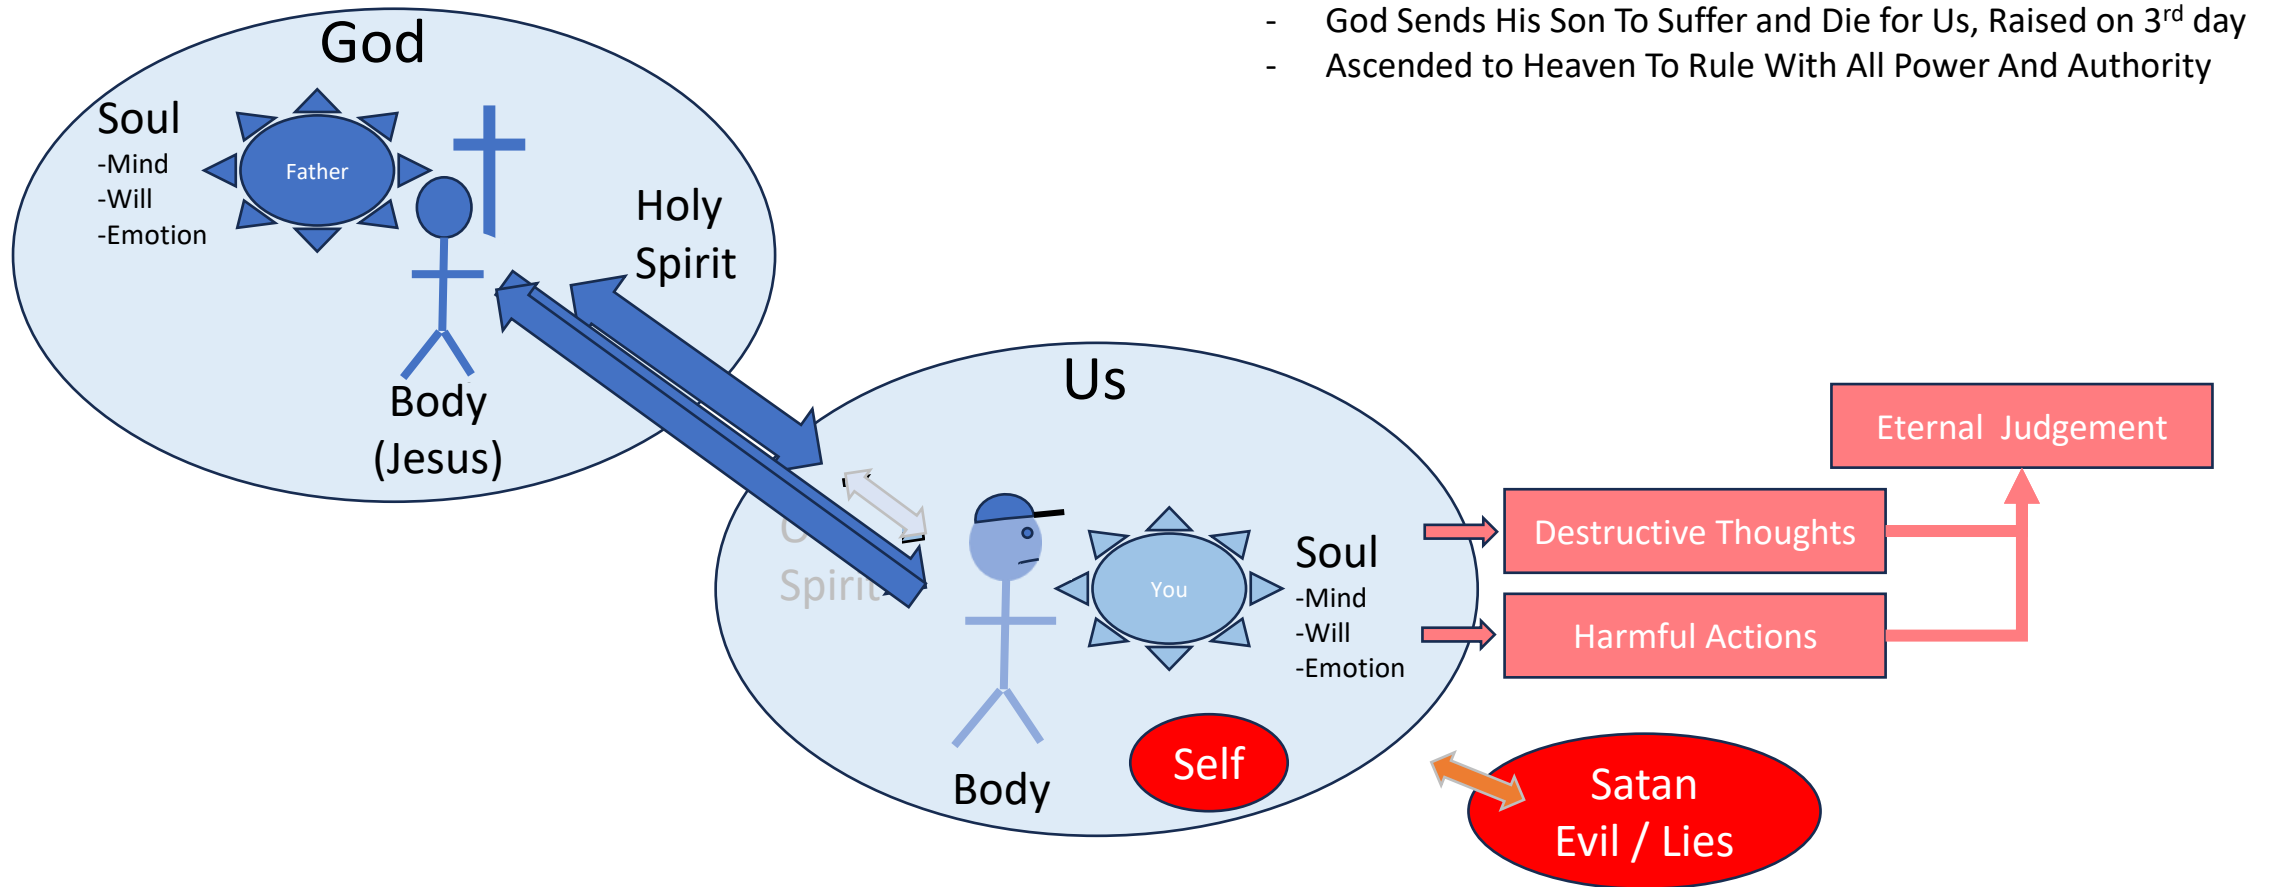 - God Sends His Son To Suffer and Die for Us, Raised on 3rd day
- Ascended to Heaven To Rule With All Power And Authority
God
Soul
-Mind
-Will
-Emotion
Father
Holy
Spirit
Body
(Jesus)
Us
Spirit
You
Soul
-Mind
-Will
-Emotion
Body
Self
Eternal Judgement
Destructive Thoughts
Harmful Actions
Satan
Evil / Lies